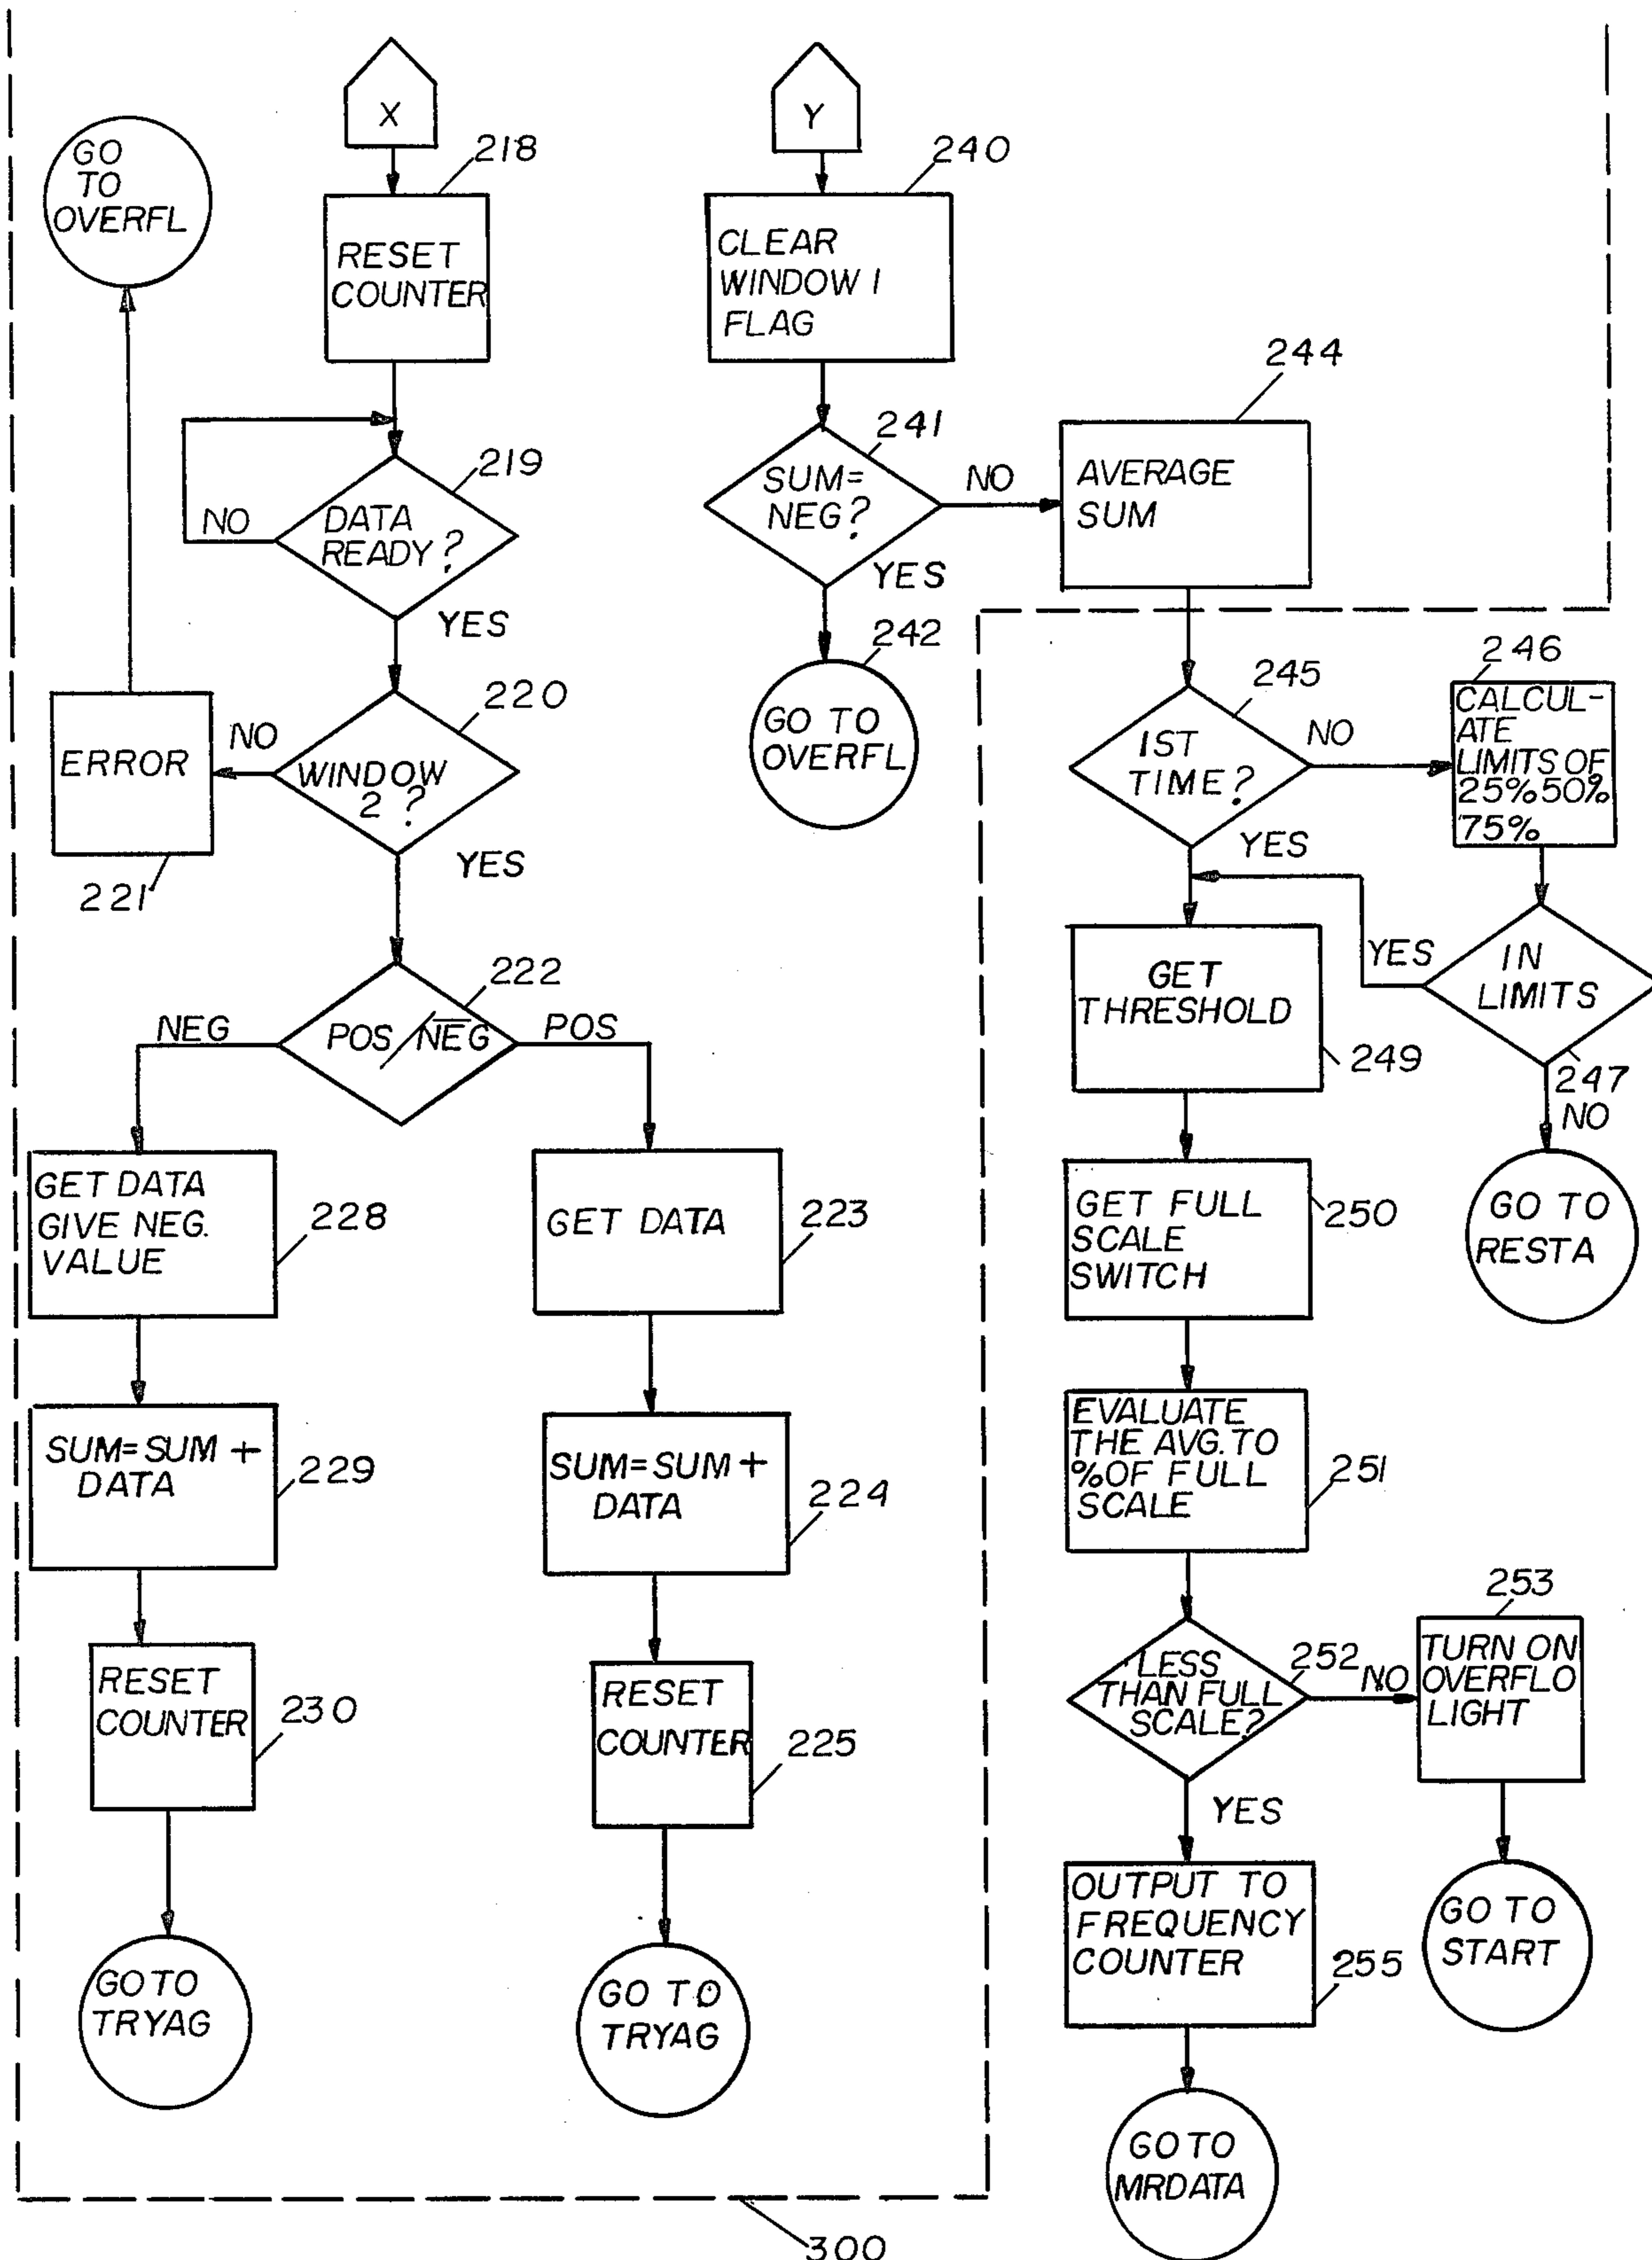 X
218
RESET
COUNTER
GO
TO
OVERFL
219
DATA
READY?
NO
YES
220
WINDOW
2?
NO
ERROR
221
YES
222
POS/NEG
NEG
POS
GET DATA
GIVE NEG.
VALUE
228
GET DATA
223
SUM=SUM+
DATA
229
SUM=SUM+
DATA
224
RESET
COUNTER
230
RESET
COUNTER
225
GO TO
TRYAG
GO TO
TRYAG
Y
240
CLEAR
WINDOW 1
FLAG
241
SUM=
NEG?
NO
YES
242
GO TO
OVERFL
244
AVERAGE
SUM
245
1ST
TIME?
NO
YES
246
CALCUL-
ATE
LIMITS OF
25% 50%
75%
IN
LIMITS
YES
247
NO
GO TO
RESTA
GET
THRESHOLD
249
GET FULL
SCALE
SWITCH
250
EVALUATE
THE AVG. TO
% OF FULL
SCALE
251
LESS
THAN FULL
SCALE?
252
NO
253
TURN ON
OVERFLO
LIGHT
YES
GO TO
START
OUTPUT TO
FREQUENCY
COUNTER
255
GO TO
MRDATA
300